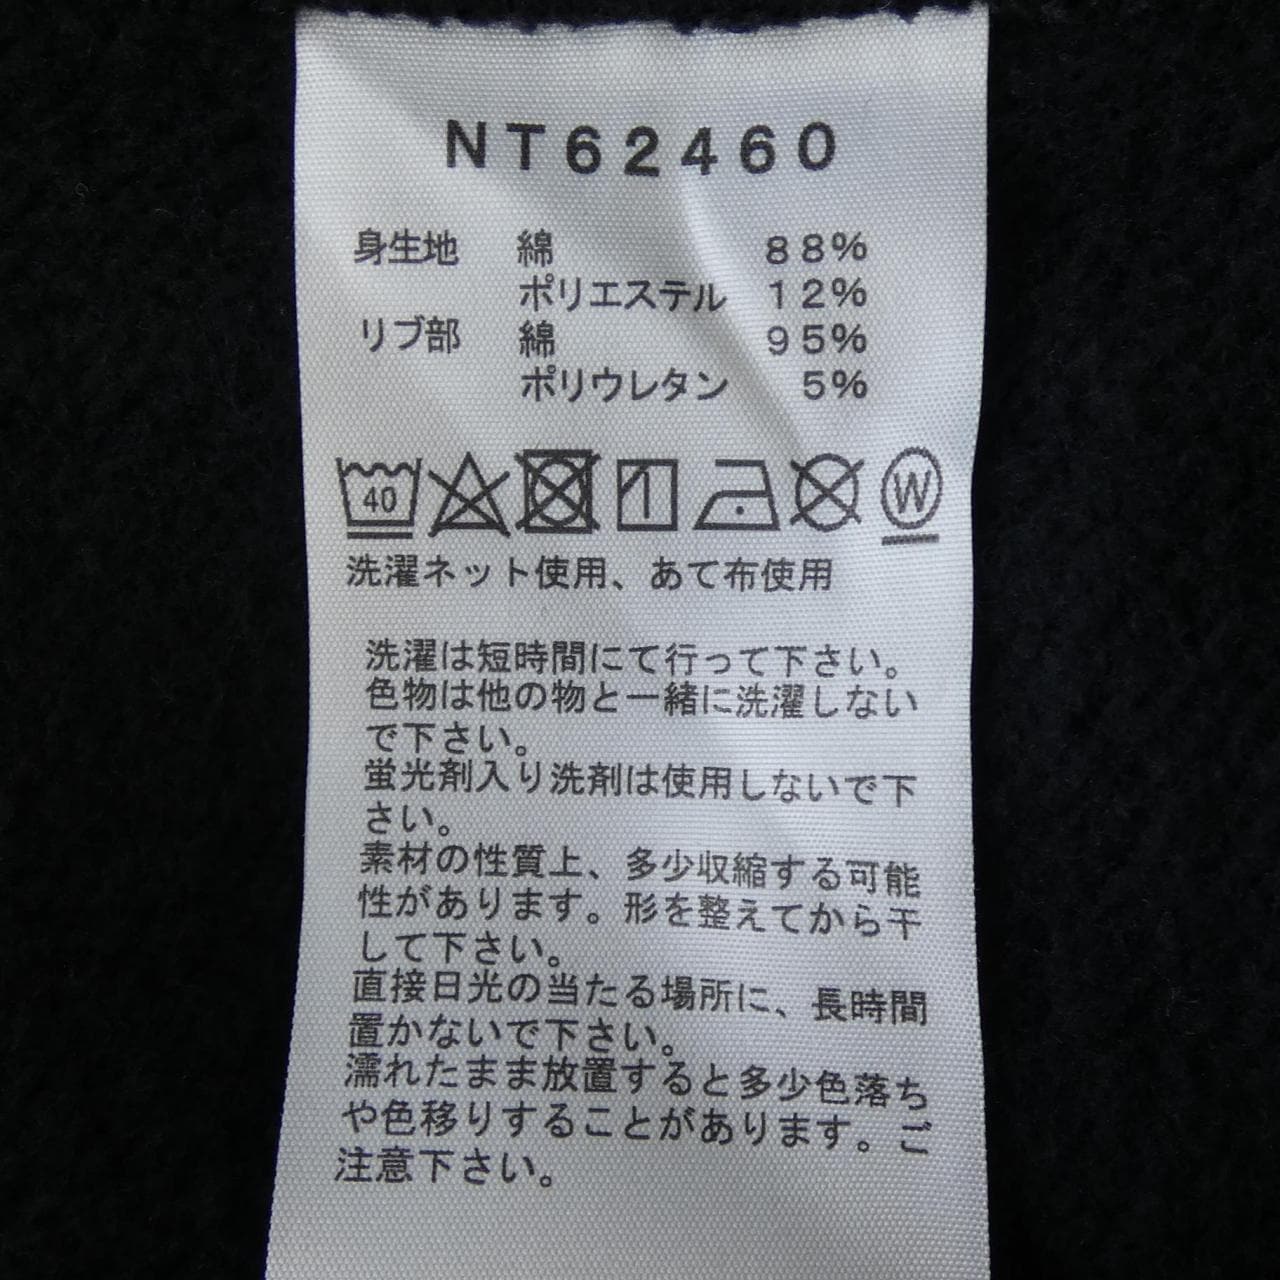 NT62460
身生地 綿 88%
ポリエステル 12%
リブ部 綿 95%
ポリウレタン 5%
40 W
洗濯ネット使用、あて布使用
洗濯は短時間にて行って下さい。
色物は他の物と一緒に洗濯しない
で下さい。
蛍光剤入り洗剤は使用しないで下
さい。
素材の性質上、多少収縮する可能
性があります。形を整えてから干
して下さい。
直接日光の当たる場所に、長時間
置かないで下さい。
濡れたまま放置すると多少色落ち
や色移りすることがあります。ご
注意下さい。